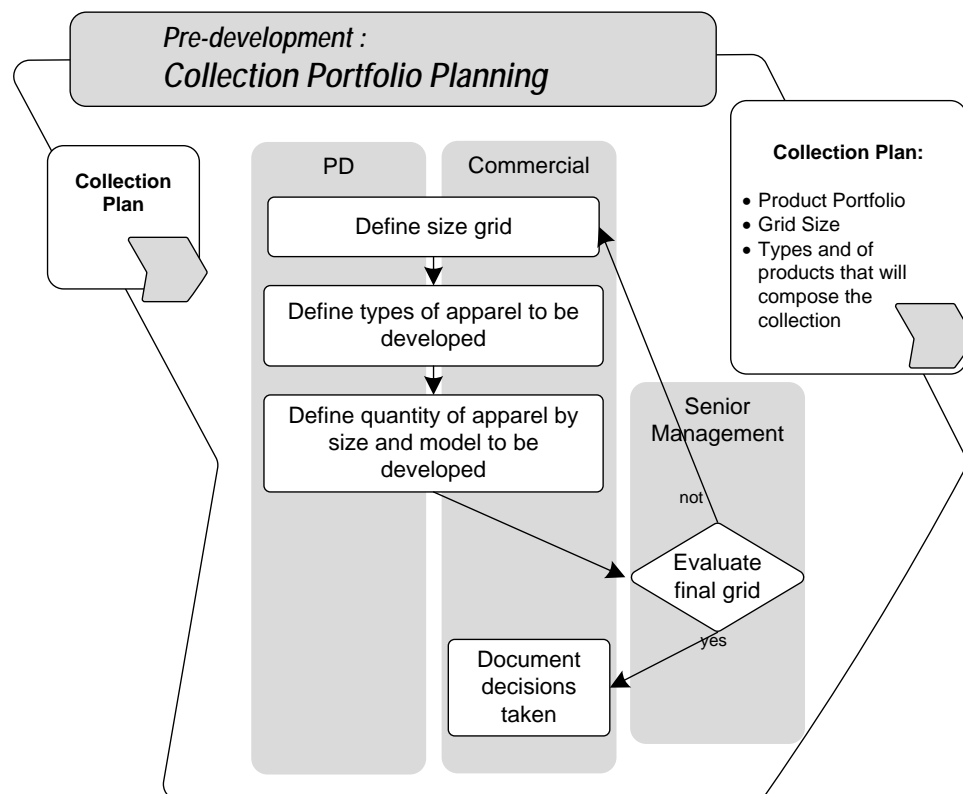 Pre-development :
Collection Portfolio Planning
Collection
Plan
PD
Commercial
Define size grid
Define types of apparel to be
developed
Define quantity of apparel by
size and model to be
developed
Senior
Management
not
Evaluate
final grid
yes
Document
decisions
taken
Collection Plan:
• Product Portfolio
• Grid Size
• Types and of
products that will
compose the
collection